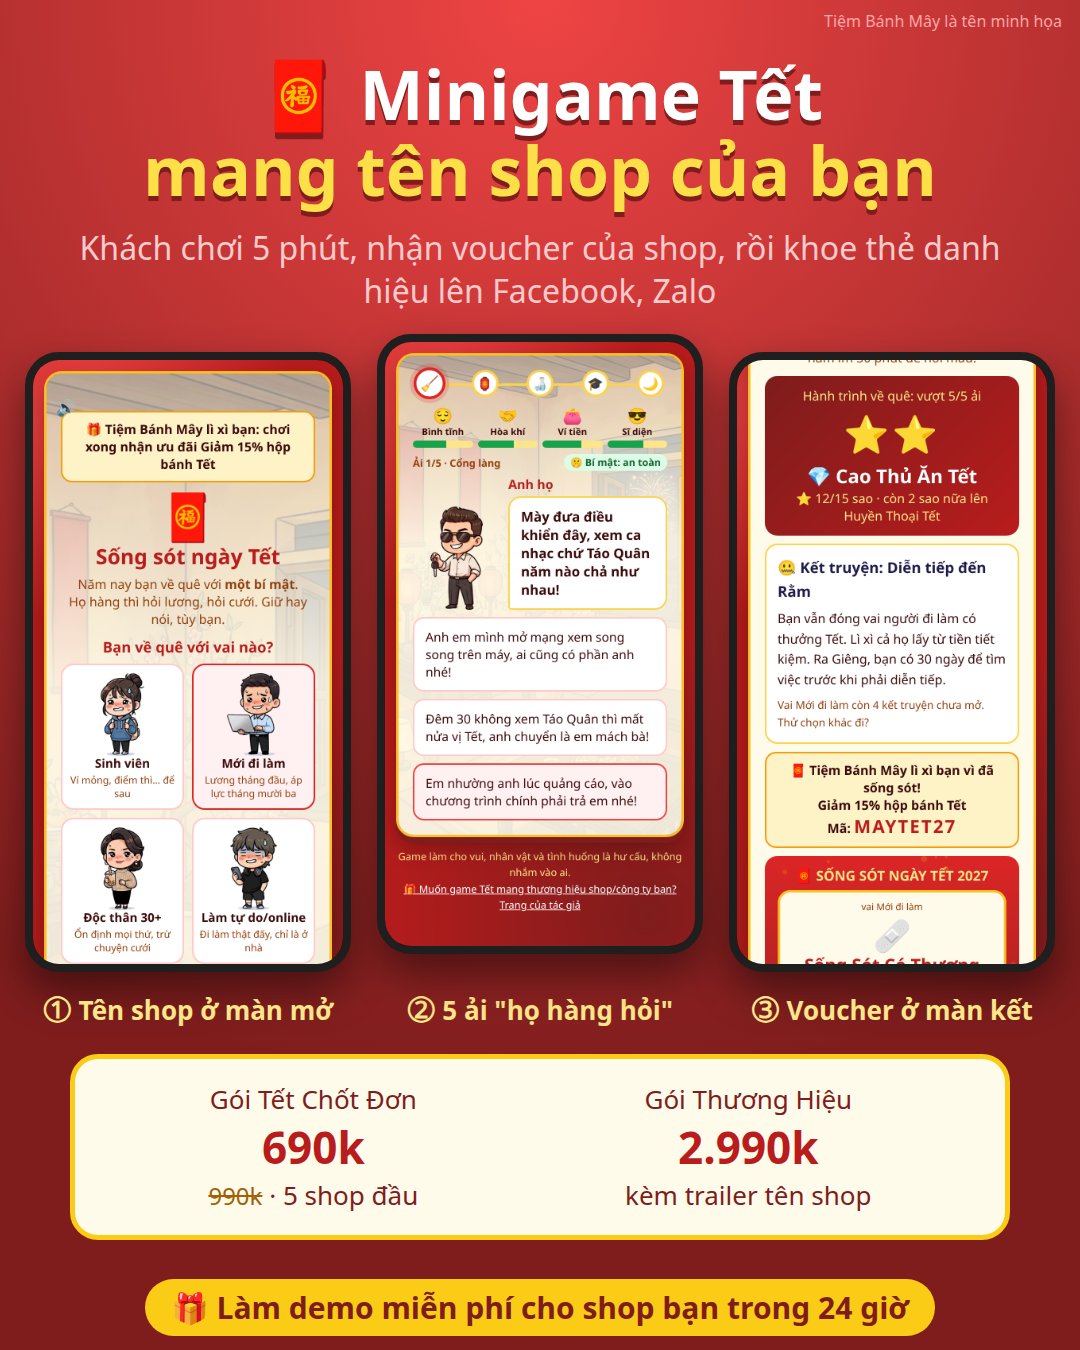 Tiệm Bánh Mây là tên minh họa
福 Minigame Tết
mang tên shop của bạn
Khách chơi 5 phút, nhận voucher của shop, rồi khoe thẻ danh
hiệu lên Facebook, Zalo
🎁 Tiệm Bánh Mây lì xì bạn: chơi
xong nhận ưu đãi Giảm 15% hộp
bánh Tết
福
Sống sót ngày Tết
Năm nay bạn về quê với một bí mật.
Họ hàng thì hỏi lương, hỏi cưới. Giữ hay
nói, tùy bạn.
Bạn về quê với vai nào?
Sinh viên
Ví mỏng, điểm thi... để
sau
Mới đi làm
Lương tháng đầu, áp
lực tháng mười ba
Độc thân 30+
Ổn định mọi thứ, trừ
chuyện cưới
Làm tự do/online
Đi làm thật đấy, chỉ là ở
nhà
Bình tĩnh
Hòa khí
Ví tiền
Sĩ diện
Ải 1/5 · Cổng làng
🤫 Bí mật: an toàn
Anh họ
Mày đưa điều
khiển đây, xem ca
nhạc chứ Táo Quân
năm nào chả như
nhau!
Anh em mình mở mạng xem song
song trên máy, ai cũng có phần anh
nhé!
Đêm 30 không xem Táo Quân thì mất
nửa vị Tết, anh chuyển là em mách bà!
Em nhường anh lúc quảng cáo, vào
chương trình chính phải trả em nhé!
Game làm cho vui, nhân vật và tình huống là hư cấu, không
nhắm vào ai.
🎁 Muốn game Tết mang thương hiệu shop/công ty bạn?
Trang của tác giả
Hành trình về quê: vượt 5/5 ải
⭐⭐
💎 Cao Thủ Ăn Tết
⭐ 12/15 sao · còn 2 sao nữa lên
Huyền Thoại Tết
🤐 Kết truyện: Diễn tiếp đến
Rằm
Bạn vẫn đóng vai người đi làm có
thưởng Tết. Lì xì cả họ lấy từ tiền tiết
kiệm. Ra Giêng, bạn có 30 ngày để tìm
việc trước khi phải diễn tiếp.
Vai Mới đi làm còn 4 kết truyện chưa mở.
Thử chọn khác đi?
🧧 Tiệm Bánh Mây lì xì bạn vì đã
sống sót!
Giảm 15% hộp bánh Tết
Mã: MAYTET27
🧧 SỐNG SÓT NGÀY TẾT 2027
vai Mới đi làm
Sống Sót Có Thương
① Tên shop ở màn mở
② 5 ải "họ hàng hỏi"
③ Voucher ở màn kết
Gói Tết Chốt Đơn
690k
990k · 5 shop đầu
Gói Thương Hiệu
2.990k
kèm trailer tên shop
🎁 Làm demo miễn phí cho shop bạn trong 24 giờ